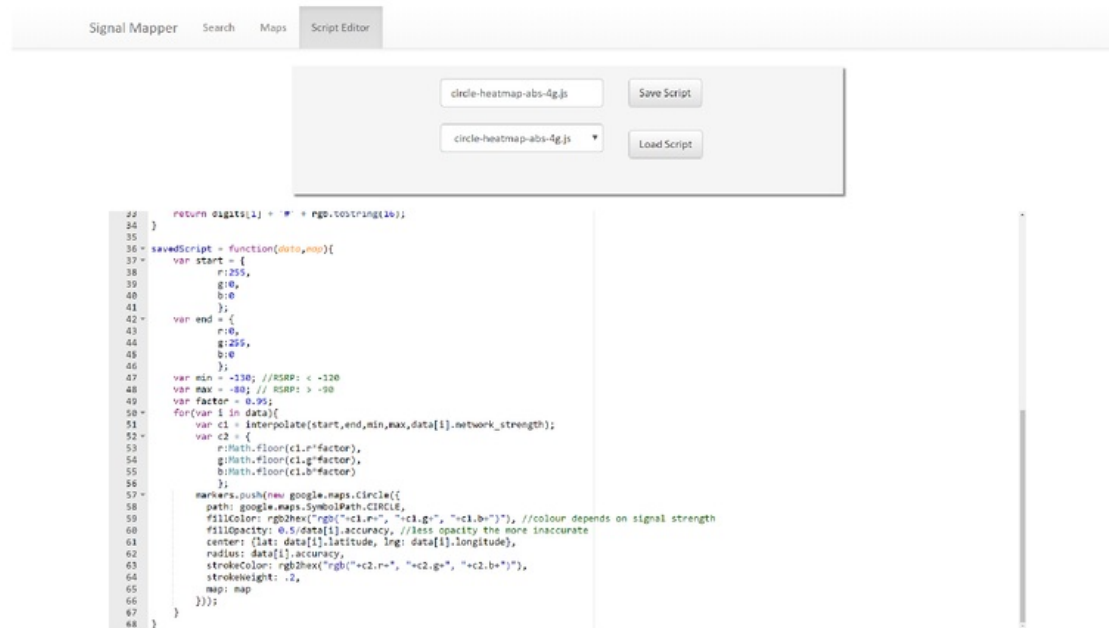 Signal Mapper Search Maps Script Editor
circle-heatmap-abs-4g.js Save Script
circle-heatmap-abs-4g.js Load Script
33 return digits[1] + '#' + rgb.toString(16);
34 }
35
36 savedScript = function(data,map){
37 var start = {
38 r:255,
39 g:0,
40 b:0
41 };
42 var end = {
43 r:0,
44 g:255,
45 b:0
46 };
47 var min = -130; //RSRP: < -120
48 var max = -80; // RSRP: > -90
49 var factor = 0.95;
50 for(var i in data){
51 var c1 = interpolate(start,end,min,max,data[i].network_strength);
52 var c2 = {
53 r:Math.floor(c1.r*factor),
54 g:Math.floor(c1.g*factor),
55 b:Math.floor(c1.b*factor)
56 };
57 markers.push(new google.maps.Circle({
58 path: google.maps.SymbolPath.CIRCLE,
59 fillColor: rgb2hex("rgb("+c1.r+", "+c1.g+", "+c1.b+")"), //colour depends on signal strength
60 fillOpacity: 0.5/data[i].accuracy, //less opacity the more inaccurate
61 center: {lat: data[i].latitude, lng: data[i].longitude},
62 radius: data[i].accuracy,
63 strokeColor: rgb2hex("rgb("+c2.r+", "+c2.g+", "+c2.b+")"),
64 strokeWeight: .2,
65 map: map
66 }));
67 }
68 }